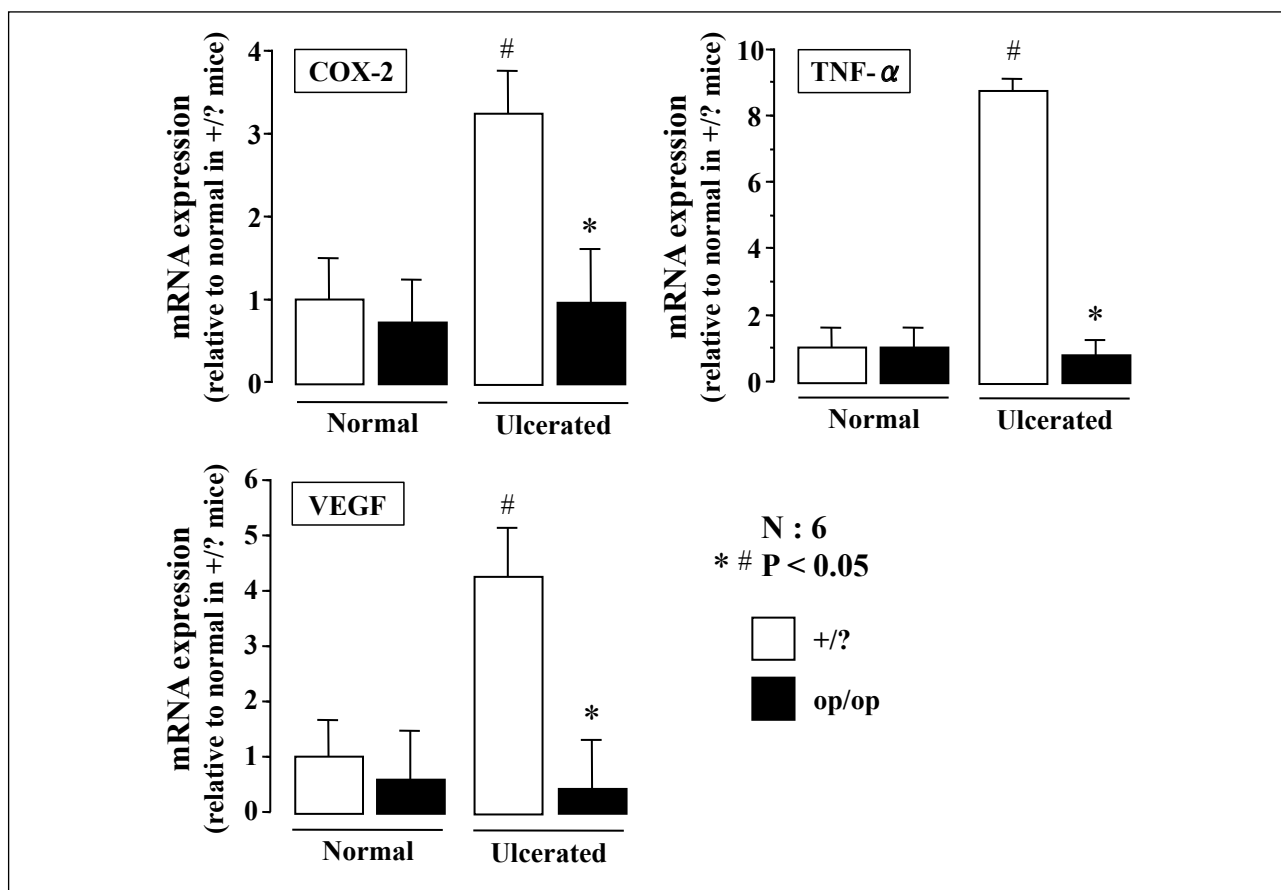 mRNA expression
(relative to normal in +/? mice)
4
3
2
1
0
COX-2
#
*
Normal
Ulcerated
mRNA expression
(relative to normal in +/? mice)
10
8
6
4
2
0
TNF-α
#
*
Normal
Ulcerated
mRNA expression
(relative to normal in +/? mice)
6
5
4
3
2
1
0
VEGF
#
*
Normal
Ulcerated
N : 6
* # P < 0.05
+/?
op/op